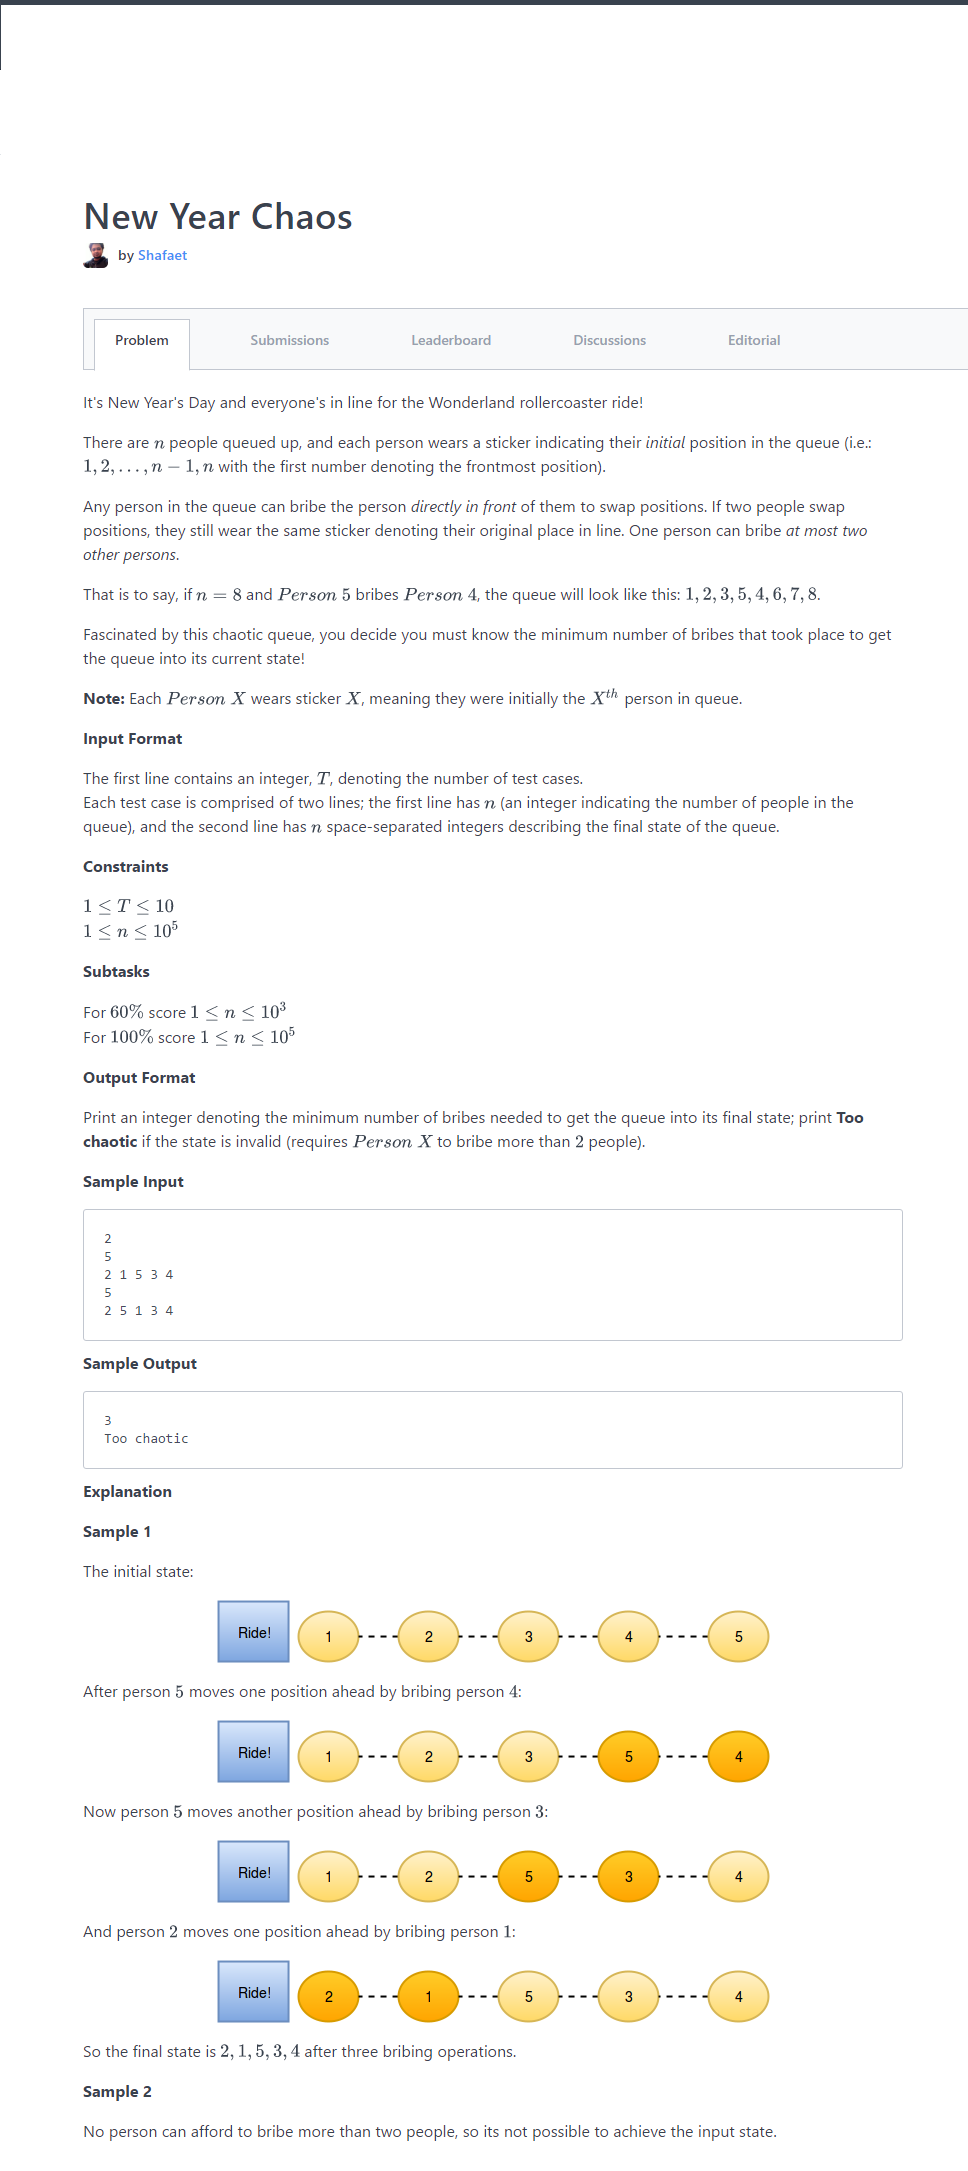 New Year Chaos
by Shafaet
Problem Submissions Leaderboard Discussions Editorial
It's New Year's Day and everyone's in line for the Wonderland rollercoaster ride!
There are n people queued up, and each person wears a sticker indicating their initial position in the queue (i.e.:
1, 2, . . . , n − 1, n with the first number denoting the frontmost position).
Any person in the queue can bribe the person directly in front of them to swap positions. If two people swap
positions, they still wear the same sticker denoting their original place in line. One person can bribe at most two
other persons.
That is to say, if n = 8 and Person 5 bribes Person 4, the queue will look like this: 1, 2, 3, 5, 4, 6, 7, 8.
Fascinated by this chaotic queue, you decide you must know the minimum number of bribes that took place to get
the queue into its current state!
Note: Each Person X wears sticker X, meaning they were initially the X^th person in queue.
Input Format
The first line contains an integer, T, denoting the number of test cases.
Each test case is comprised of two lines; the first line has n (an integer indicating the number of people in the
queue), and the second line has n space-separated integers describing the final state of the queue.
Constraints
1 ≤ T ≤ 10
1 ≤ n ≤ 10^5
Subtasks
For 60% score 1 ≤ n ≤ 10^3
For 100% score 1 ≤ n ≤ 10^5
Output Format
Print an integer denoting the minimum number of bribes needed to get the queue into its final state; print Too
chaotic if the state is invalid (requires Person X to bribe more than 2 people).
Sample Input
2
5
2 1 5 3 4
5
2 5 1 3 4
Sample Output
3
Too chaotic
Explanation
Sample 1
The initial state:
Ride! 1 2 3 4 5
After person 5 moves one position ahead by bribing person 4:
Ride! 1 2 3 5 4
Now person 5 moves another position ahead by bribing person 3:
Ride! 1 2 5 3 4
And person 2 moves one position ahead by bribing person 1:
Ride! 2 1 5 3 4
So the final state is 2, 1, 5, 3, 4 after three bribing operations.
Sample 2
No person can afford to bribe more than two people, so its not possible to achieve the input state.